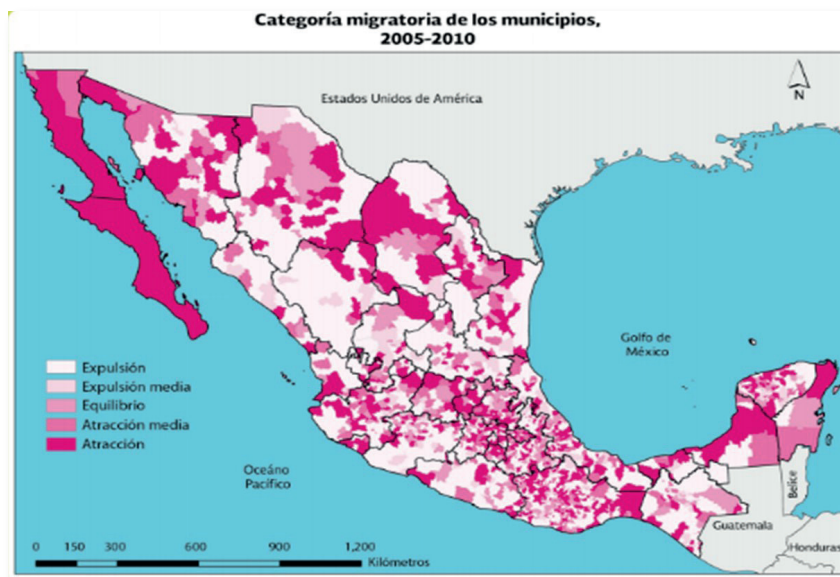 Categoría migratoria de los municipios,
2005-2010
N
Estados Unidos de América
Golfo de
México
Expulsión
Expulsión media
Equilibrio
Atracción media
Atracción
Océano
Pacífico
Belice
Guatemala
Honduras
0 150 300 600 900 1,200
Kilómetros